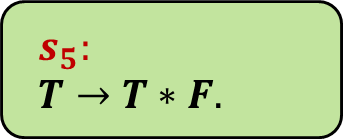 s₅:
T → T * F.